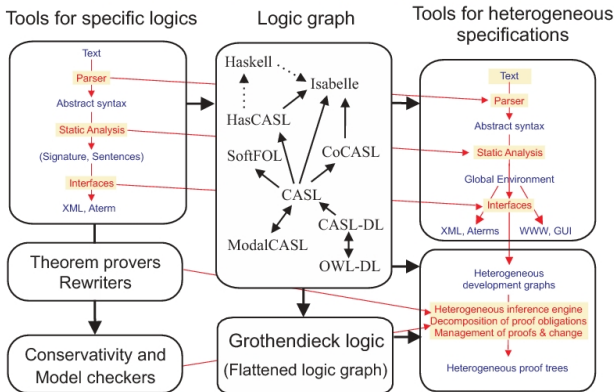 Tools for specific logics
Text
Parser
Abstract syntax
Static Analysis
(Signature, Sentences)
Interfaces
XML, Aterm
Theorem provers
Rewriters
Conservativity and
Model checkers
Logic graph
Haskell
Isabelle
HasCASL
SoftFOL
CoCASL
CASL
CASL-DL
ModalCASL
OWL-DL
Grothendieck logic
(Flattened logic graph)
Tools for heterogeneous
specifications
Text
Parser
Abstract syntax
Static Analysis
Global Environment
Interfaces
XML, Aterms
WWW, GUI
Heterogeneous
development graphs
Heterogeneous inference engine
Decomposition of proof obligations
Management of proofs & change
Heterogeneous proof trees